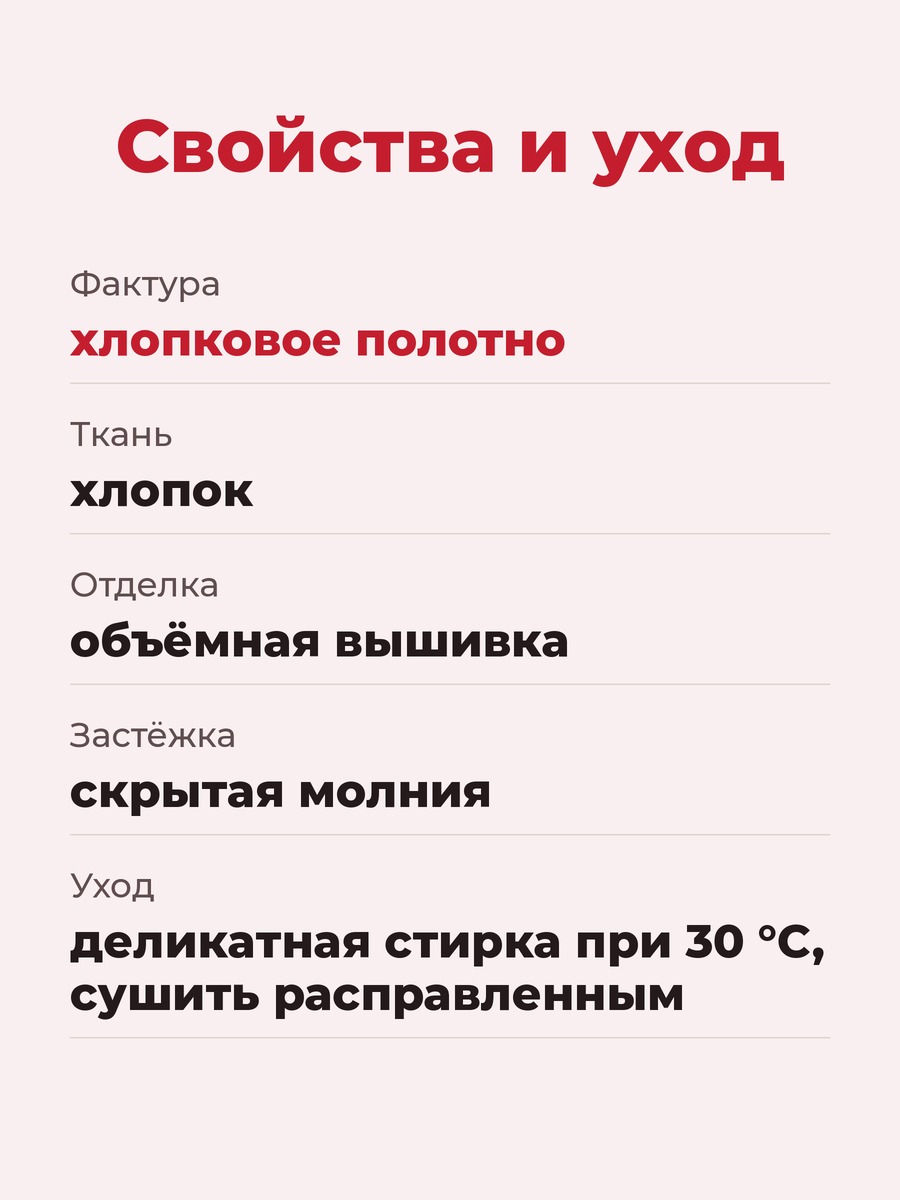 Свойства и уход
Фактура
хлопковое полотно
Ткань
хлопок
Отделка
объёмная вышивка
Застёжка
скрытая молния
Уход
деликатная стирка при 30 °C,
сушить расправленным